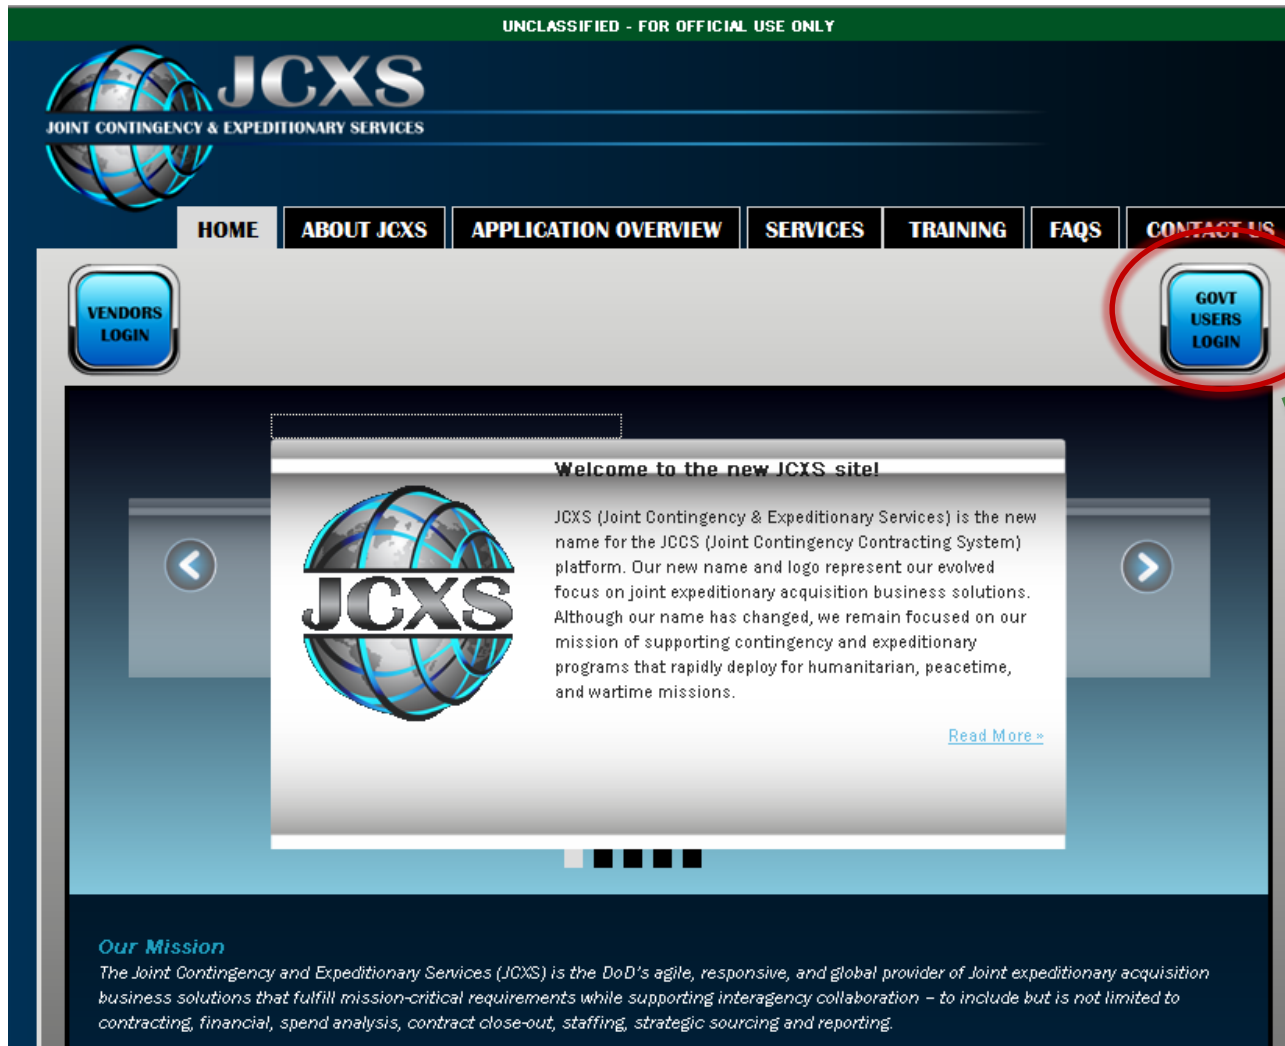 UNCLASSIFIED - FOR OFFICIAL USE ONLY
JCXS
JOINT CONTINGENCY & EXPEDITIONARY SERVICES
HOME ABOUT JCXS APPLICATION OVERVIEW SERVICES TRAINING FAQS CONTACT US
VENDORS
LOGIN
GOVT
USERS
LOGIN
Welcome to the new JCXS site!
JCXS
JCXS (Joint Contingency & Expeditionary Services) is the new
name for the JCCS (Joint Contingency Contracting System)
platform. Our new name and logo represent our evolved
focus on joint expeditionary acquisition business solutions.
Although our name has changed, we remain focused on our
mission of supporting contingency and expeditionary
programs that rapidly deploy for humanitarian, peacetime,
and wartime missions.
Read More »
Our Mission
The Joint Contingency and Expeditionary Services (JCXS) is the DoD's agile, responsive, and global provider of Joint expeditionary acquisition
business solutions that fulfill mission-critical requirements while supporting interagency collaboration – to include but is not limited to
contracting, financial, spend analysis, contract close-out, staffing, strategic sourcing and reporting.